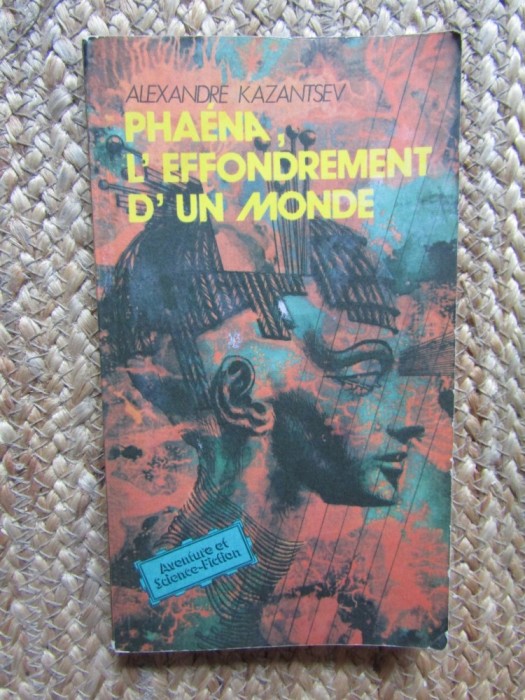 ALEXANDRE KAZANTSEV
PHAÉNA,
L'EFFONDREMENT
D'UN MONDE
Aventure et
Science-Fiction